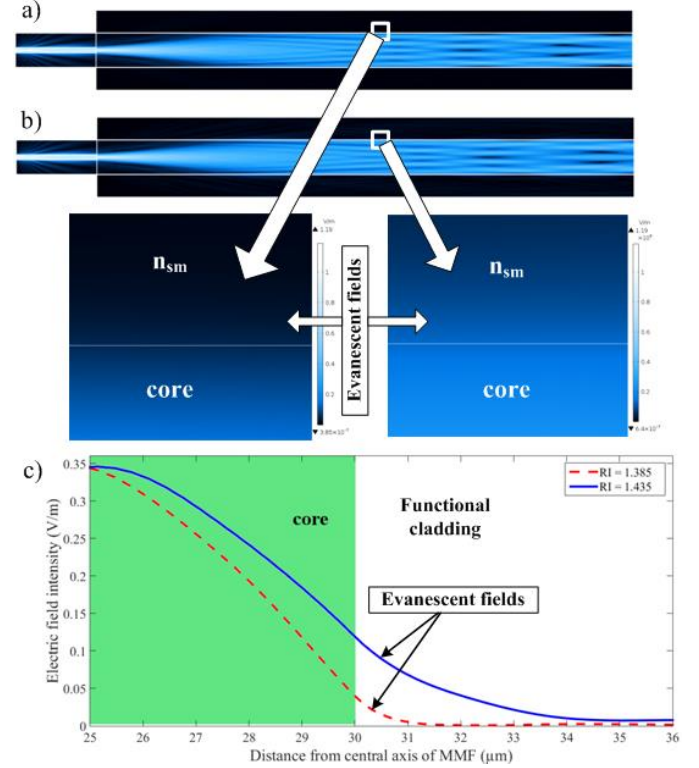 a)
b)
V/m
1.19
1
0.8
0.6
0.4
0.2
n_sm
core
Evanescent fields
V/m
1.19
1
0.8
0.6
0.4
0.2
n_sm
core
c)
0.35
0.3
0.25
0.2
0.15
0.1
0.05
0
Electric field intensity (V/m)
core
Functional
cladding
Evanescent fields
RI = 1.385
RI = 1.435
25 26 27 28 29 30 31 32 33 34 35 36
Distance from central axis of MMF (µm)